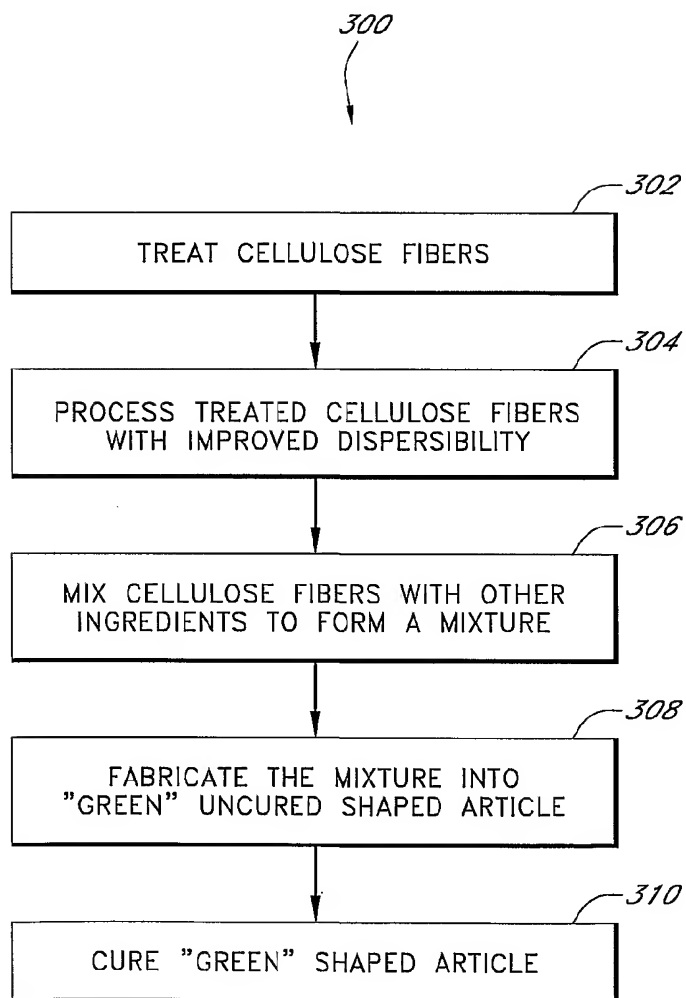 300
302
TREAT CELLULOSE FIBERS
304
PROCESS TREATED CELLULOSE FIBERS
WITH IMPROVED DISPERSIBILITY
306
MIX CELLULOSE FIBERS WITH OTHER
INGREDIENTS TO FORM A MIXTURE
308
FABRICATE THE MIXTURE INTO
"GREEN" UNCURED SHAPED ARTICLE
310
CURE "GREEN" SHAPED ARTICLE